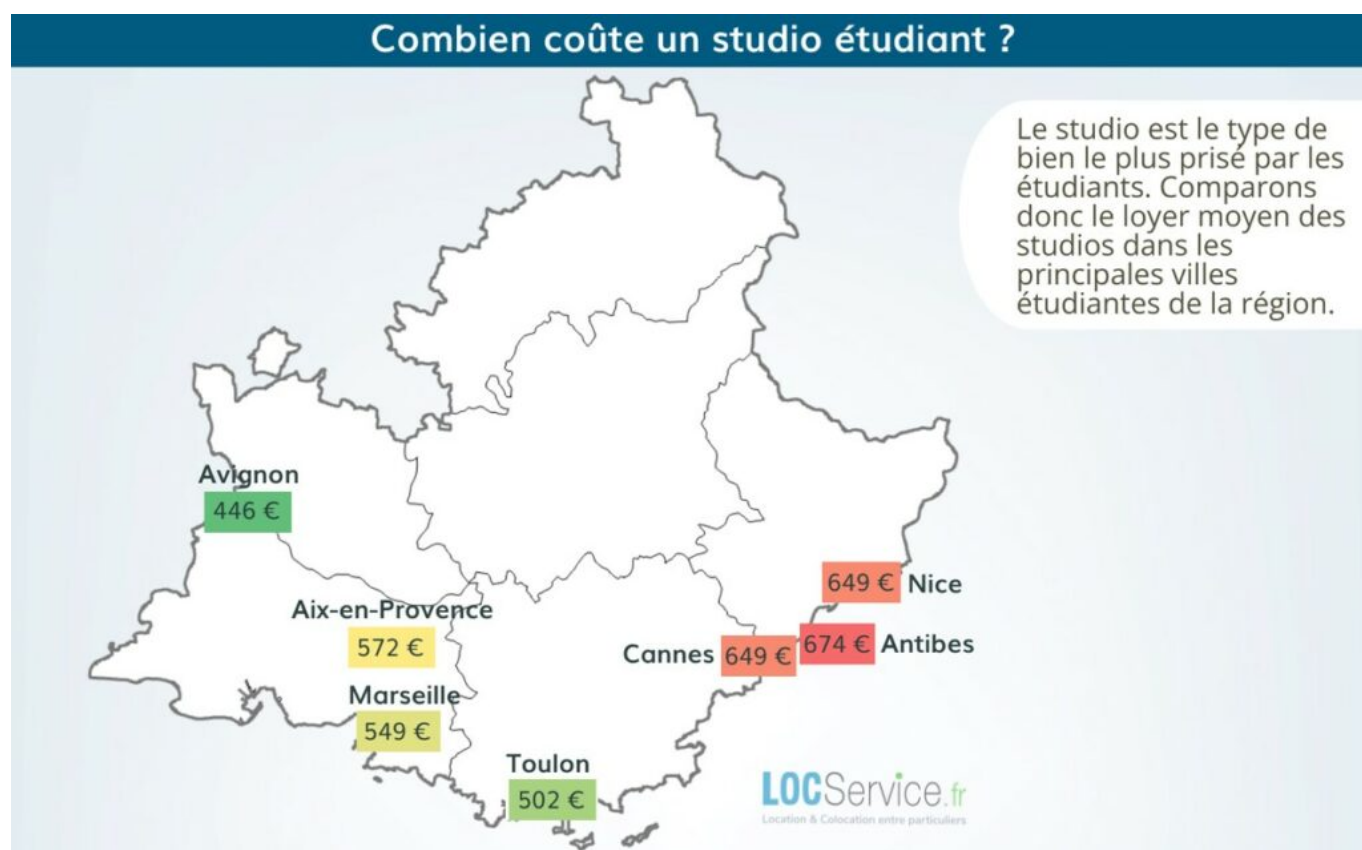 Combien coûte un studio étudiant ?
Le studio est le type de
bien le plus prisé par les
étudiants. Comparons
donc le loyer moyen des
studios dans les
principales villes
étudiantes de la région.
Avignon
446 €
649 € Nice
Aix-en-Provence
572 €
Cannes 649 € 674 € Antibes
Marseille
549 €
Toulon
502 €
LOCService.fr
Location & Colocation entre particuliers